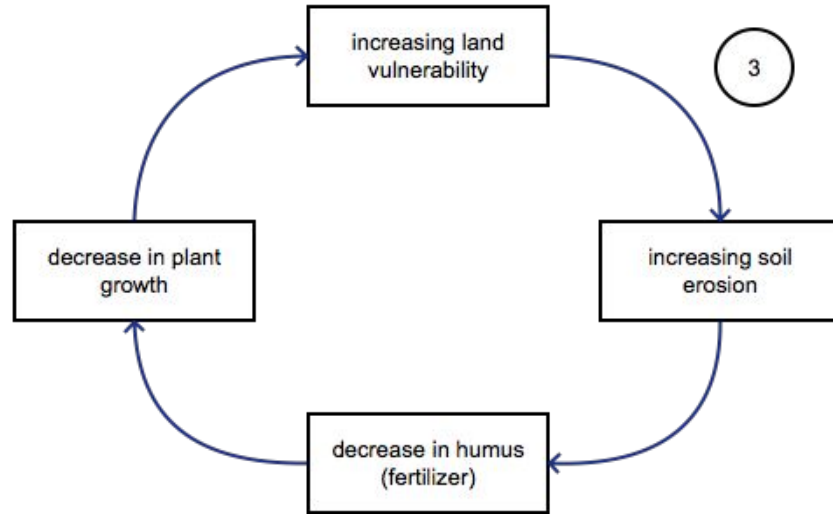 increasing land
vulnerability
3
decrease in plant
growth
increasing soil
erosion
decrease in humus
(fertilizer)